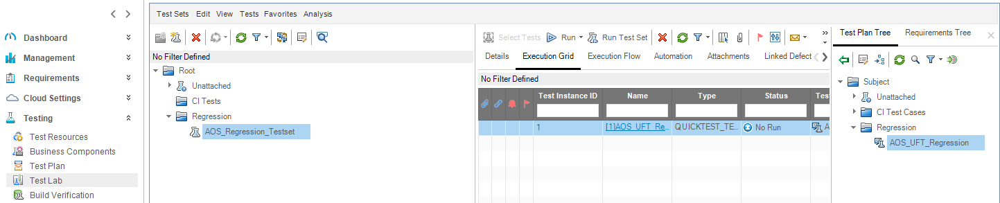 Dashboard
Management
Requirements
Cloud Settings
Testing
Test Resources
Business Components
Test Plan
Test Lab
Build Verification
Test Sets Edit View Tests Favorites Analysis
No Filter Defined
Root
Unattached
CI Tests
Regression
AOS_Regression_Testset
Select Tests Run Run Test Set
Details Execution Grid Execution Flow Automation Attachments Linked Defect
No Filter Defined
Test Instance ID Name Type Status Test
1 [1]AOS_UFT_Re... QUICKTEST_TE... No Run A
Test Plan Tree Requirements Tree
Subject
Unattached
CI Test Cases
Regression
AOS_UFT_Regression